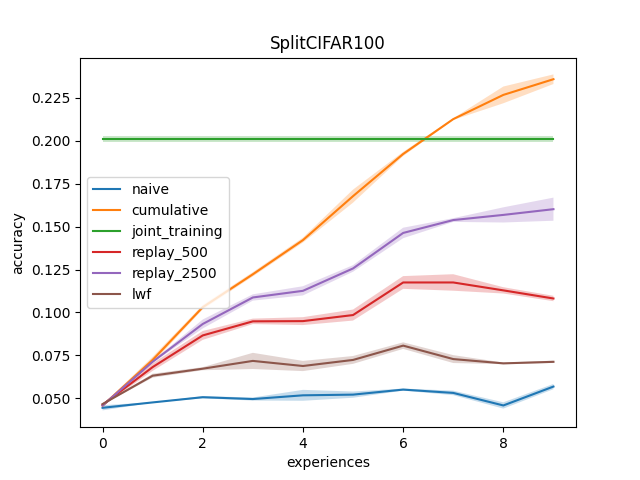 SplitCIFAR100
accuracy
0.225
0.200
0.175
0.150
0.125
0.100
0.075
0.050
naive
cumulative
joint_training
replay_500
replay_2500
lwf
0 2 4 6 8
experiences